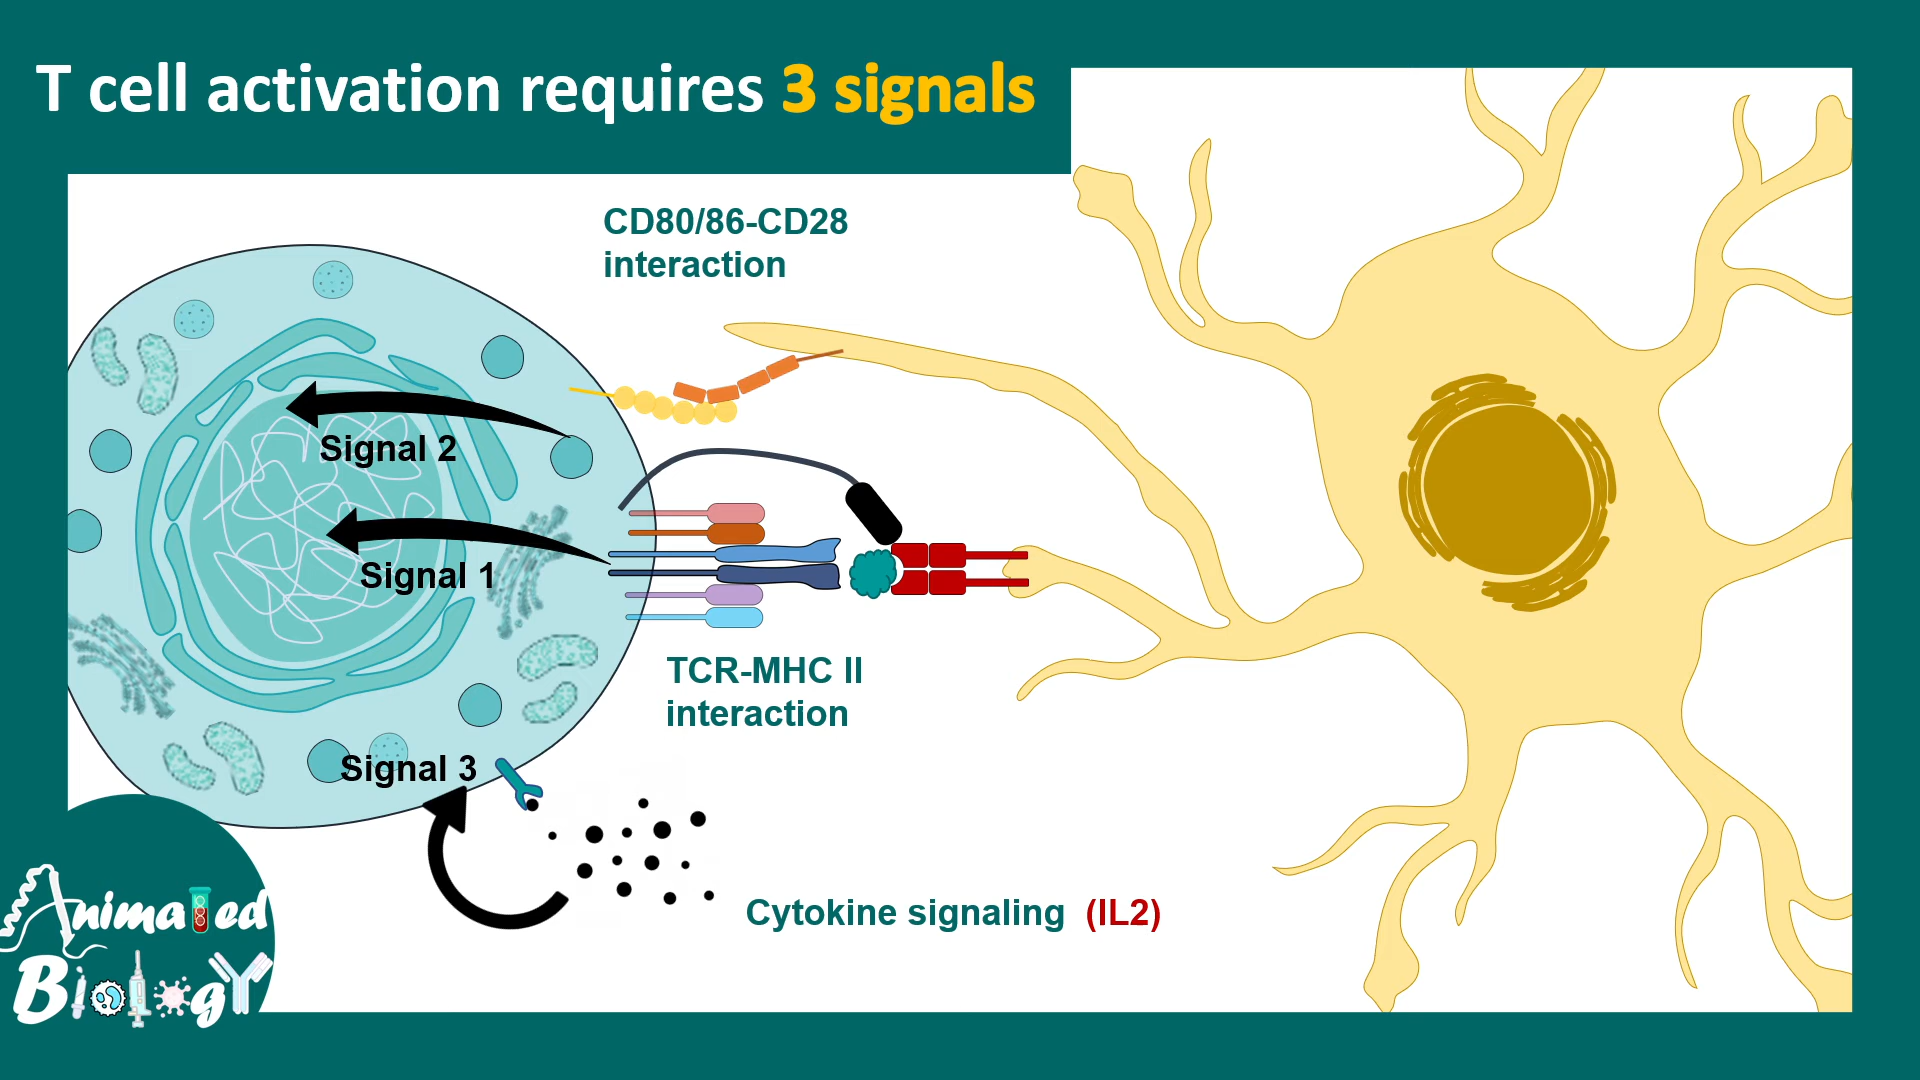 T cell activation requires 3 signals
CD80/86-CD28
interaction
Signal 2
Signal 1
TCR-MHC II
interaction
Signal 3
Cytokine signaling (IL2)
Animated
Biology